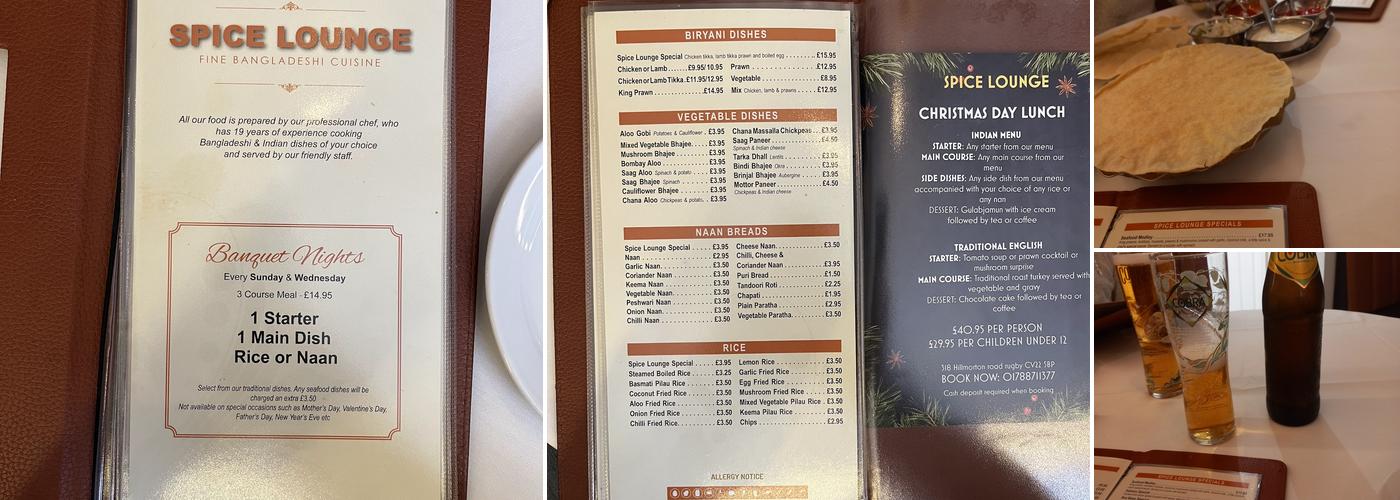 SPICE LOUNGE
FINE BANGLADESHI CUISINE
All our food is prepared by our professional chef, who
has 19 years of experience cooking
Bangladeshi & Indian dishes of your choice
and served by our friendly staff.
Banquet Nights
Every Sunday & Wednesday
3 Course Meal - £14.95
1 Starter
1 Main Dish
Rice or Naan
Select from our traditional dishes. Any seafood dishes will be
charged an extra £3.50
Not available on special occasions such as Mother's Day, Valentine's Day,
Father's Day, New Year's Eve etc
BIRYANI DISHES
Spice Lounge Special Chicken tikka, lamb tikka prawn and boiled egg ........ £15.95
Chicken or Lamb ...... £9.95/10.95
Chicken or Lamb Tikka .£11.95/12.95
King Prawn ............ £14.95
Prawn ............ £12.95
Vegetable ............ £8.95
Mix Chicken, lamb & prawns ..... £12.95
VEGETABLE DISHES
Aloo Gobi Potatoes & Cauliflower . £3.95
Mixed Vegetable Bhajee. ... £3.95
Mushroom Bhajee ........ £3.95
Bombay Aloo ........... £3.95
Saag Aloo Spinach & potato .... £3.95
Saag Bhajee Spinach ....... £3.95
Cauliflower Bhajee ....... £3.95
Chana Aloo Chickpeas & potato. .. £3.95
Chana Massalla Chickpeas ... £3.95
Saag Paneer ............ £4.50
Spinach & Indian cheese
Tarka Dhall Lentils ........ £3.95
Bindi Bhajee Okra ........ £3.95
Brinjal Bhajee Aubergine .... £3.95
Mottor Paneer .......... £4.50
Chickpeas & Indian cheese
NAAN BREADS
Spice Lounge Special ..... £3.95
Naan ................ £2.95
Garlic Naan. ........... £3.50
Coriander Naan ......... £3.50
Keema Naan ........... £3.50
Vegetable Naan. ........ £3.50
Peshwari Naan ......... £3.50
Onion Naan. ........... £3.50
Chilli Naan ............ £3.50
Cheese Naan. ........... £3.50
Chilli, Cheese &
Coriander Naan ......... £3.95
Puri Bread ............. £1.50
Tandoori Roti .......... £2.25
Chapati ............... £1.95
Plain Paratha ........... £2.95
Vegetable Paratha. ....... £3.50
RICE
Spice Lounge Special ..... £3.95
Steamed Boiled Rice ..... £3.25
Basmati Pilau Rice ....... £3.50
Coconut Fried Rice ....... £3.50
Aloo Fried Rice ......... £3.50
Onion Fried Rice ........ £3.50
Chilli Fried Rice. ........ £3.50
Lemon Rice ............ £3.50
Garlic Fried Rice ........ £3.50
Egg Fried Rice .......... £3.50
Mushroom Fried Rice ..... £3.50
Mixed Vegetable Pilau Rice . £3.50
Keema Pilau Rice ........ £3.50
Chips ................ £2.95
ALLERGY NOTICE
SPICE LOUNGE
CHRISTMAS DAY LUNCH
INDIAN MENU
STARTER: Any starter from our menu
MAIN COURSE: Any main course from our
menu
SIDE DISHES: Any side dish from our menu
accompanied with your choice of any rice or
any nan
DESSERT: Gulabjamun with ice cream
followed by tea or coffee
TRADITIONAL ENGLISH
STARTER: Tomato soup or prawn cocktail or
mushroom surprise
MAIN COURSE: Traditional roast turkey served with
vegetable and gravy
DESSERT: Chocolate cake followed by tea or
coffee
£40.95 PER PERSON
£29.95 PER CHILDREN UNDER 12
318 Hillmorton road rugby CV22 5BP
BOOK NOW: 01788711377
Cash deposit required when booking
SPICE LOUNGE SPECIALS
Seafood Medley
£17.95
COBRA
COBRA
SPICE LOUNGE SPECIALS